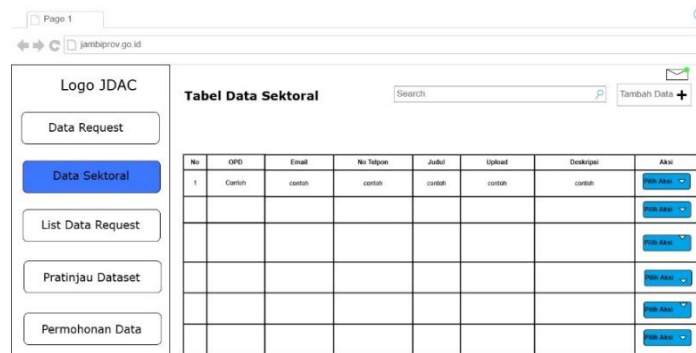 Page 1
jambiprov.go.id
Logo JDAC
Data Request
Data Sektoral
List Data Request
Pratinjau Dataset
Permohonan Data
Tabel Data Sektoral
Search
Tambah Data
No OPD Email No Telpon Judul Upload Deskripsi Aksi
1 Contoh contoh contoh contoh contoh contoh Pilih Aksi
Pilih Aksi
Pilih Aksi
Pilih Aksi
Pilih Aksi
Pilih Aksi